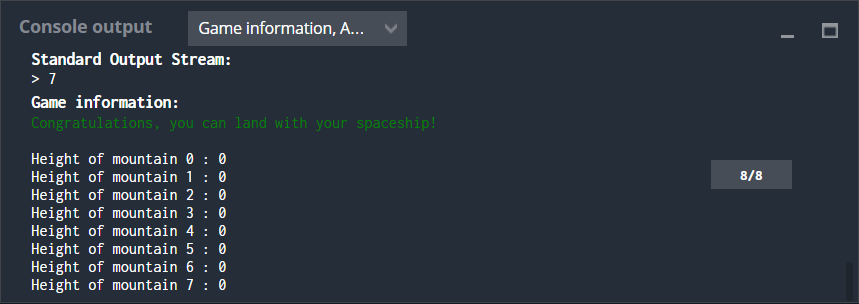 Console output
Game information, A...
Standard Output Stream:
> 7
Game information:
Congratulations, you can land with your spaceship!
Height of mountain 0 : 0
Height of mountain 1 : 0
8/8
Height of mountain 2 : 0
Height of mountain 3 : 0
Height of mountain 4 : 0
Height of mountain 5 : 0
Height of mountain 6 : 0
Height of mountain 7 : 0